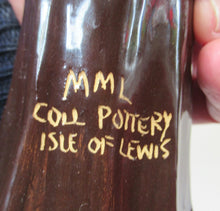 MML
COLL POTTERY
ISLE OF LEWIS